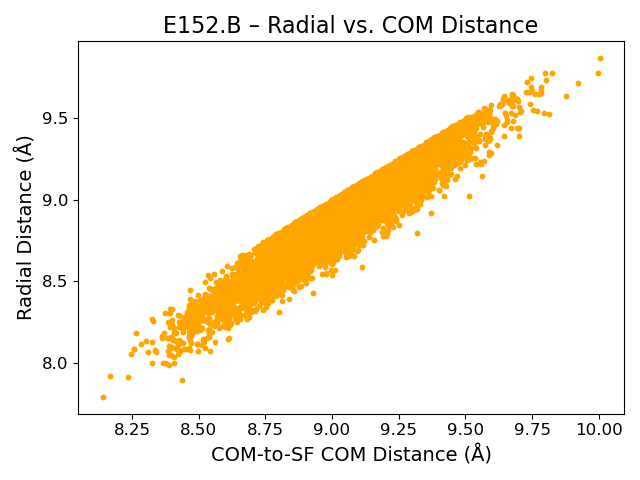 E152.B – Radial vs. COM Distance
Radial Distance (Å)
9.5
9.0
8.5
8.0
8.25 8.50 8.75 9.00 9.25 9.50 9.75 10.00
COM-to-SF COM Distance (Å)